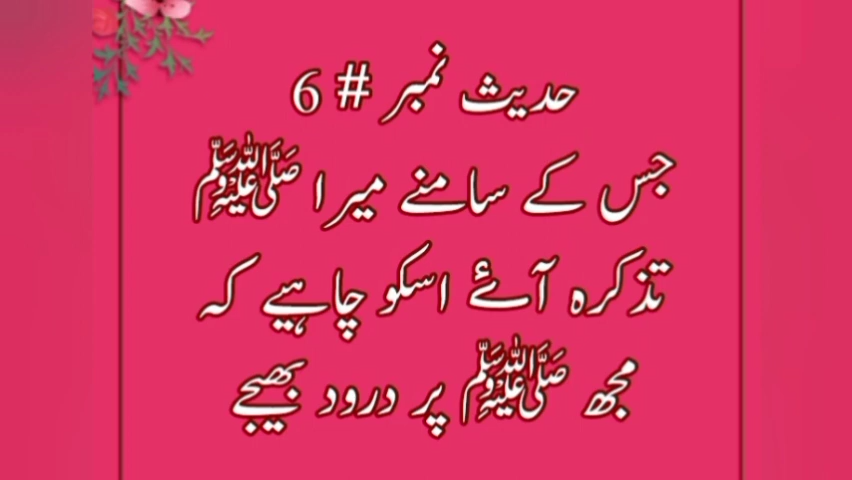 حدیث نمبر # 6
جس کے سامنے میرا ﷺ
تذکرہ آئے اسکو چاہیے کہ
مجھ ﷺ پر درود بھیجے